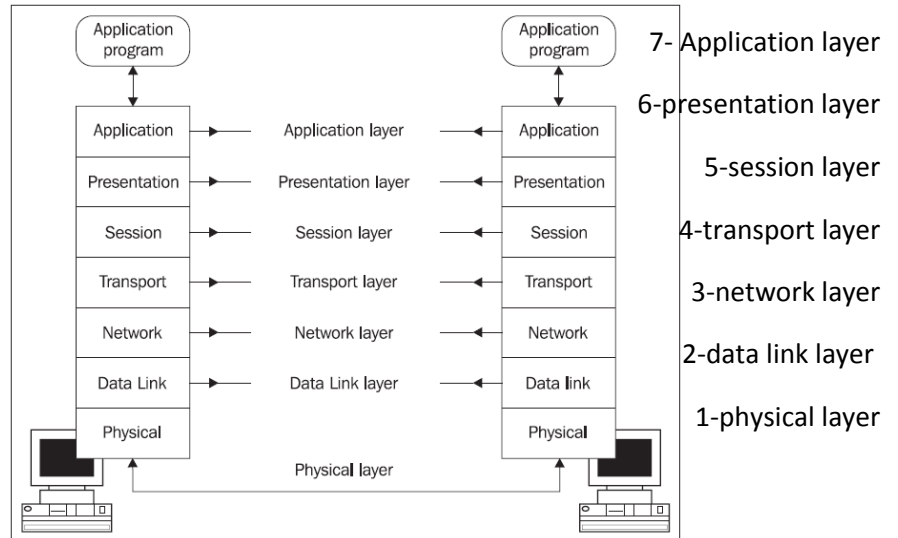 Application
program
Application
program
7- Application layer
6-presentation layer
Application
Application layer
Application
5-session layer
Presentation
Presentation layer
Presentation
Session
Session layer
Session
4-transport layer
Transport
Transport layer
Transport
3-network layer
Network
Network layer
Network
2-data link layer
Data Link
Data Link layer
Data link
1-physical layer
Physical
Physical
Physical layer